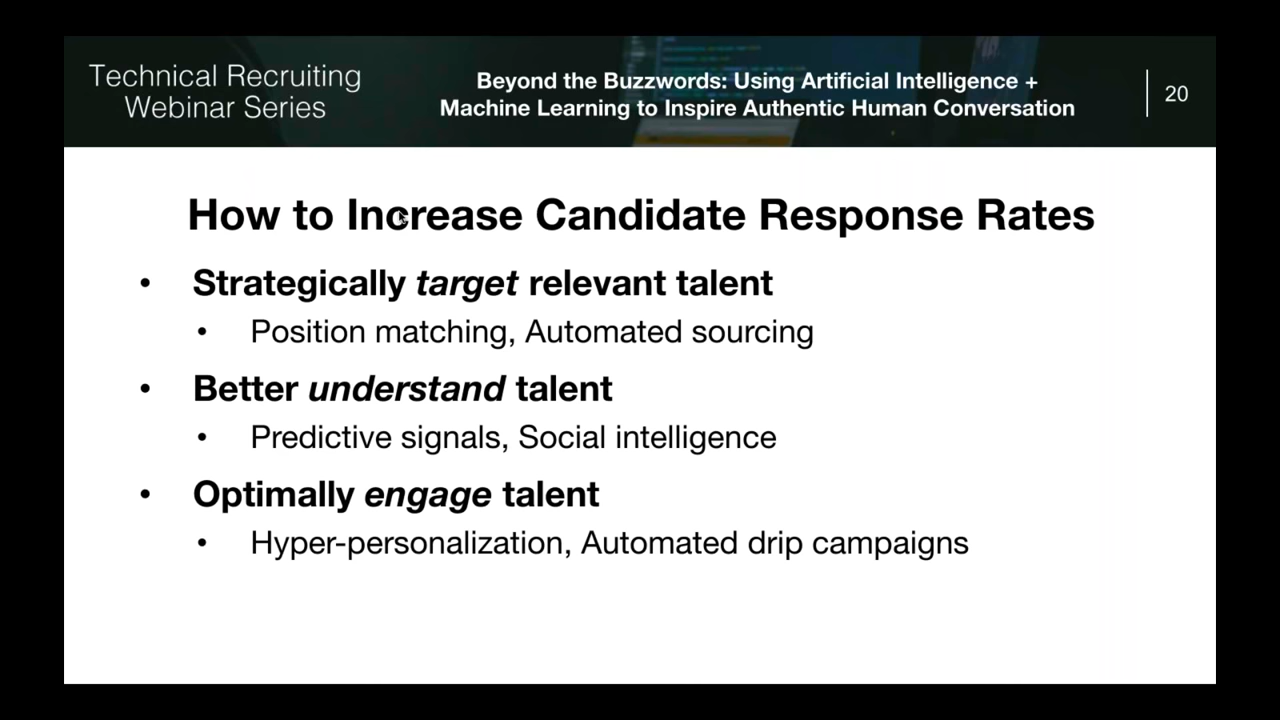 Technical Recruiting
Webinar Series
Beyond the Buzzwords: Using Artificial Intelligence +
Machine Learning to Inspire Authentic Human Conversation
20
How to Increase Candidate Response Rates
• Strategically target relevant talent
• Position matching, Automated sourcing
• Better understand talent
• Predictive signals, Social intelligence
• Optimally engage talent
• Hyper-personalization, Automated drip campaigns